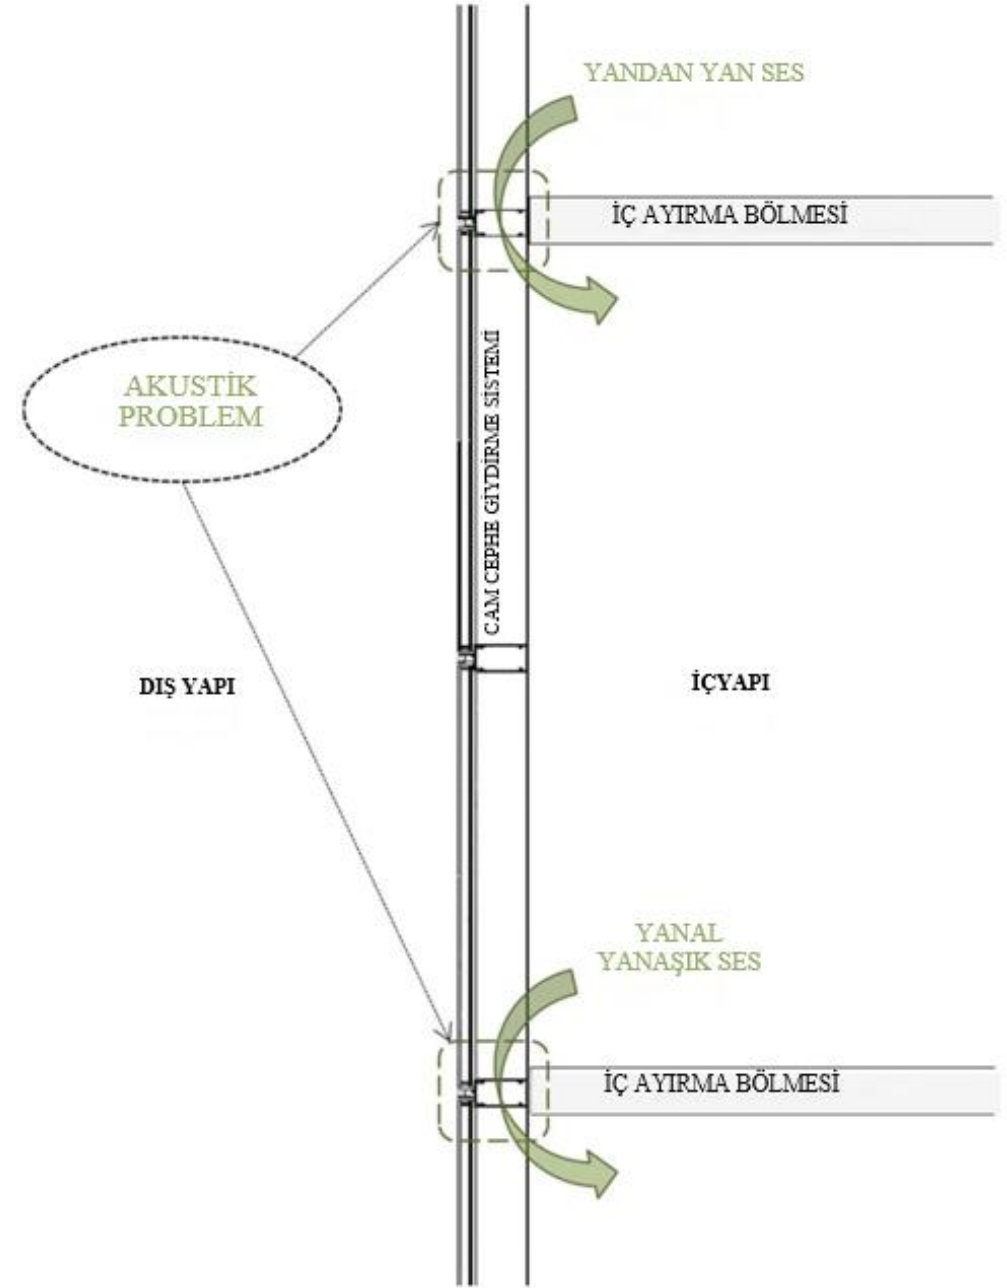 YANDAN YAN SES
İÇ AYIRMA BÖLMESİ
AKUSTİK
PROBLEM
CAM CEPHE GİYDİRME SİSTEMİ
DIŞ YAPI
İÇYAPI
YANAL
YANAŞIK SES
İÇ AYIRMA BÖLMESİ